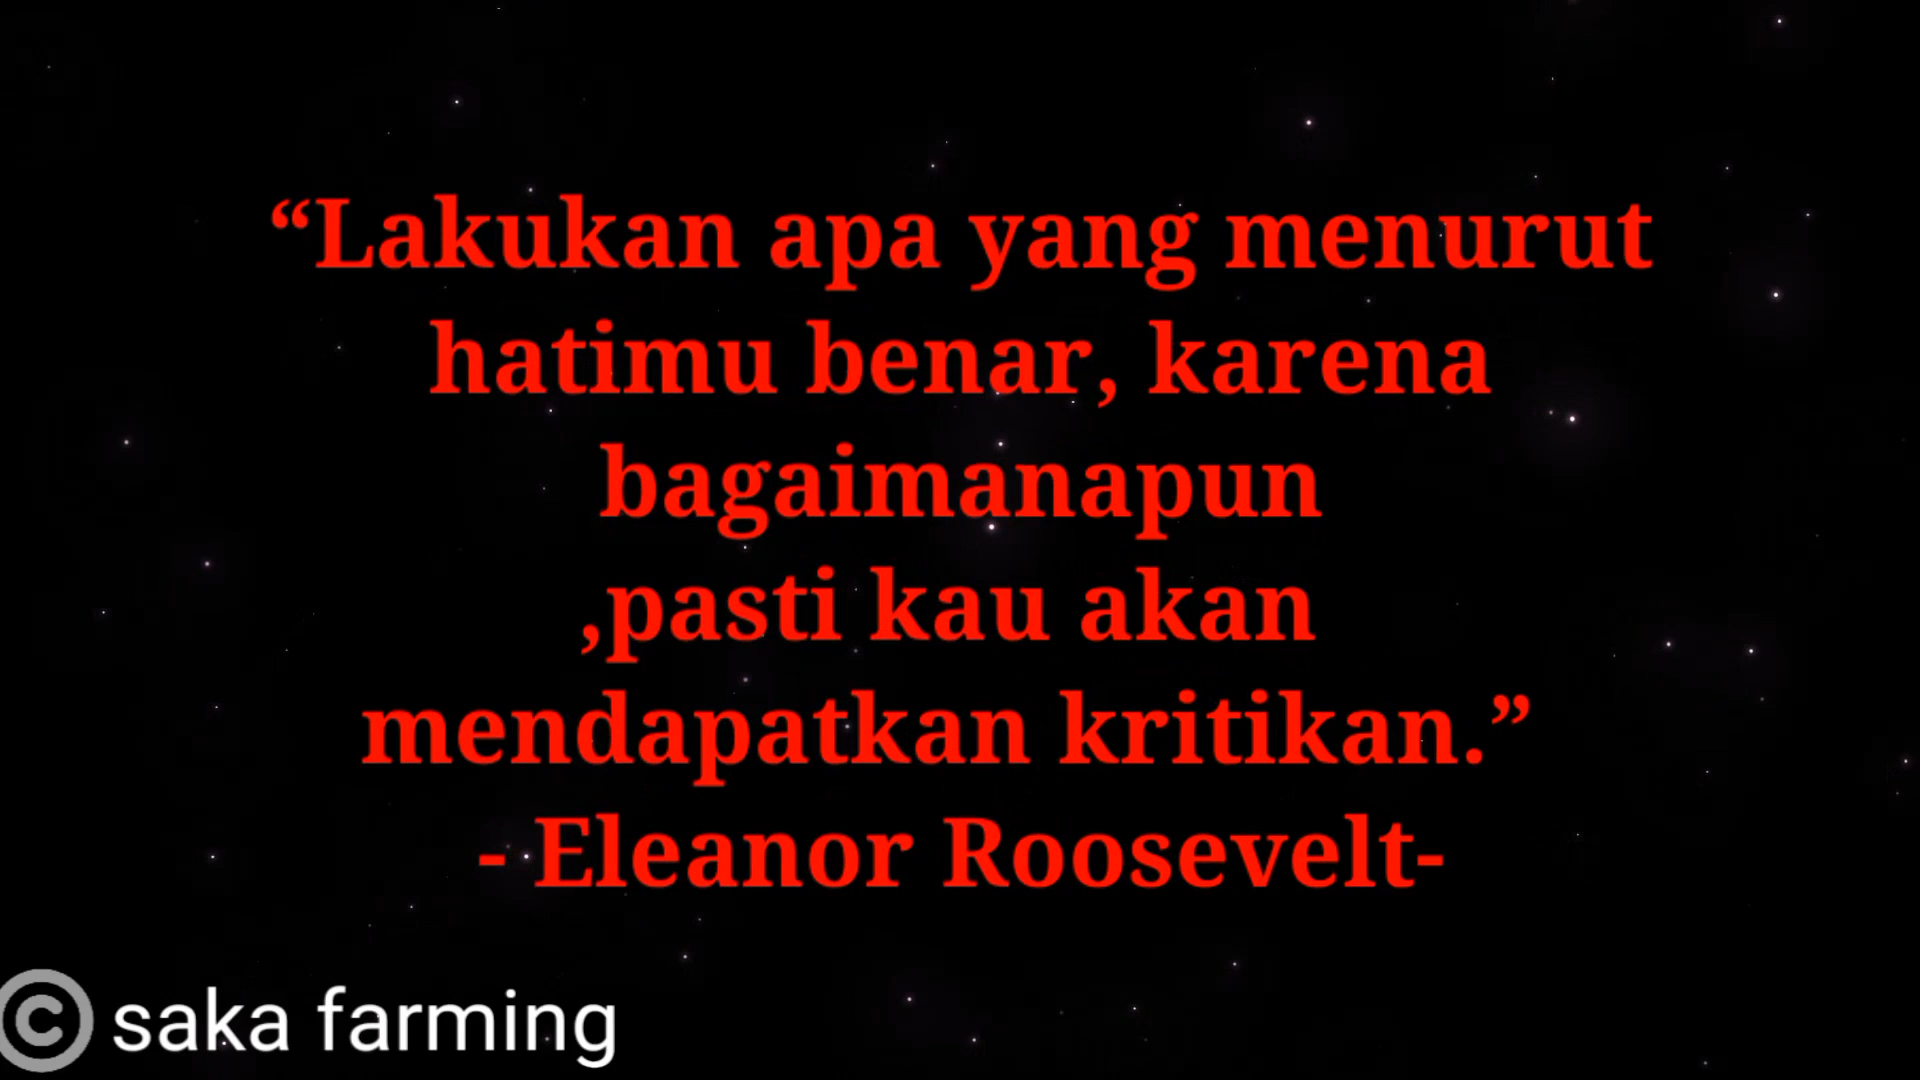 “Lakukan apa yang menurut
hatimu benar, karena
bagaimanapun
,pasti kau akan
mendapatkan kritikan.”
- Eleanor Roosevelt-
© saka farming